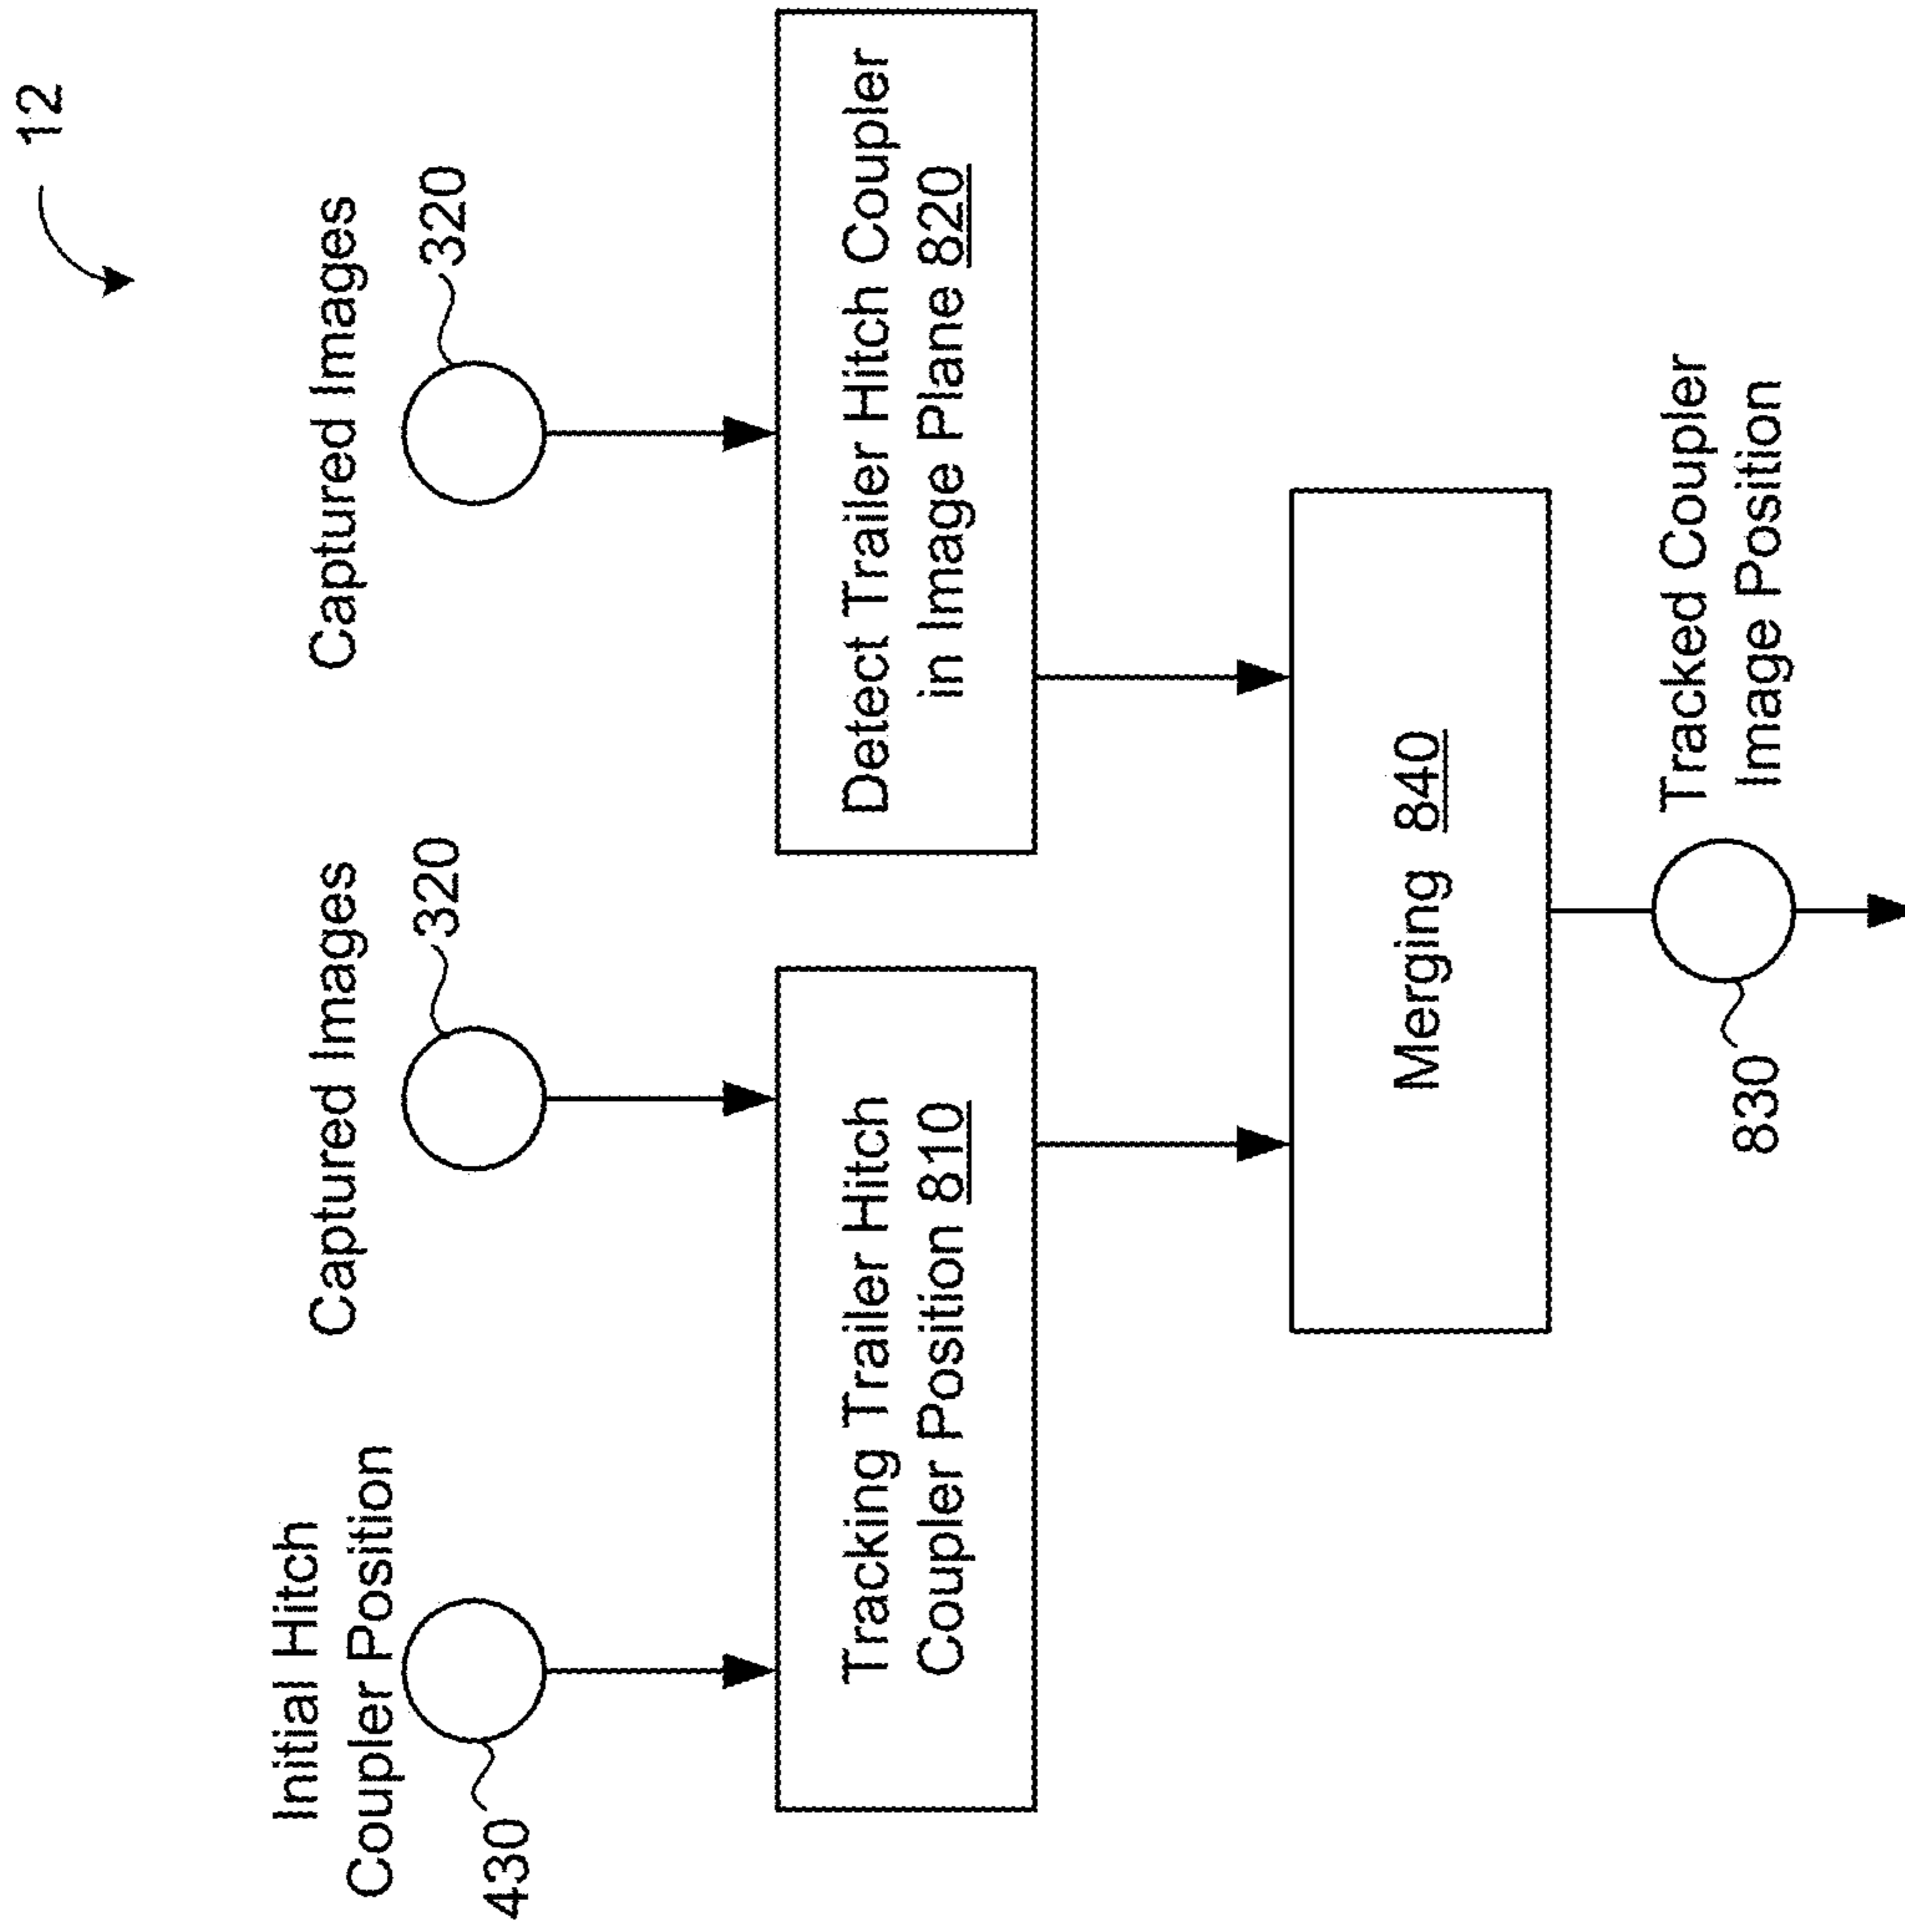 12
Initial Hitch
Coupler Position
430
Captured Images
320
Captured Images
320
Tracking Trailer Hitch
Coupler Position 810
Detect Trailer Hitch Coupler
in Image Plane 820
Merging 840
830
Tracked Coupler
Image Position